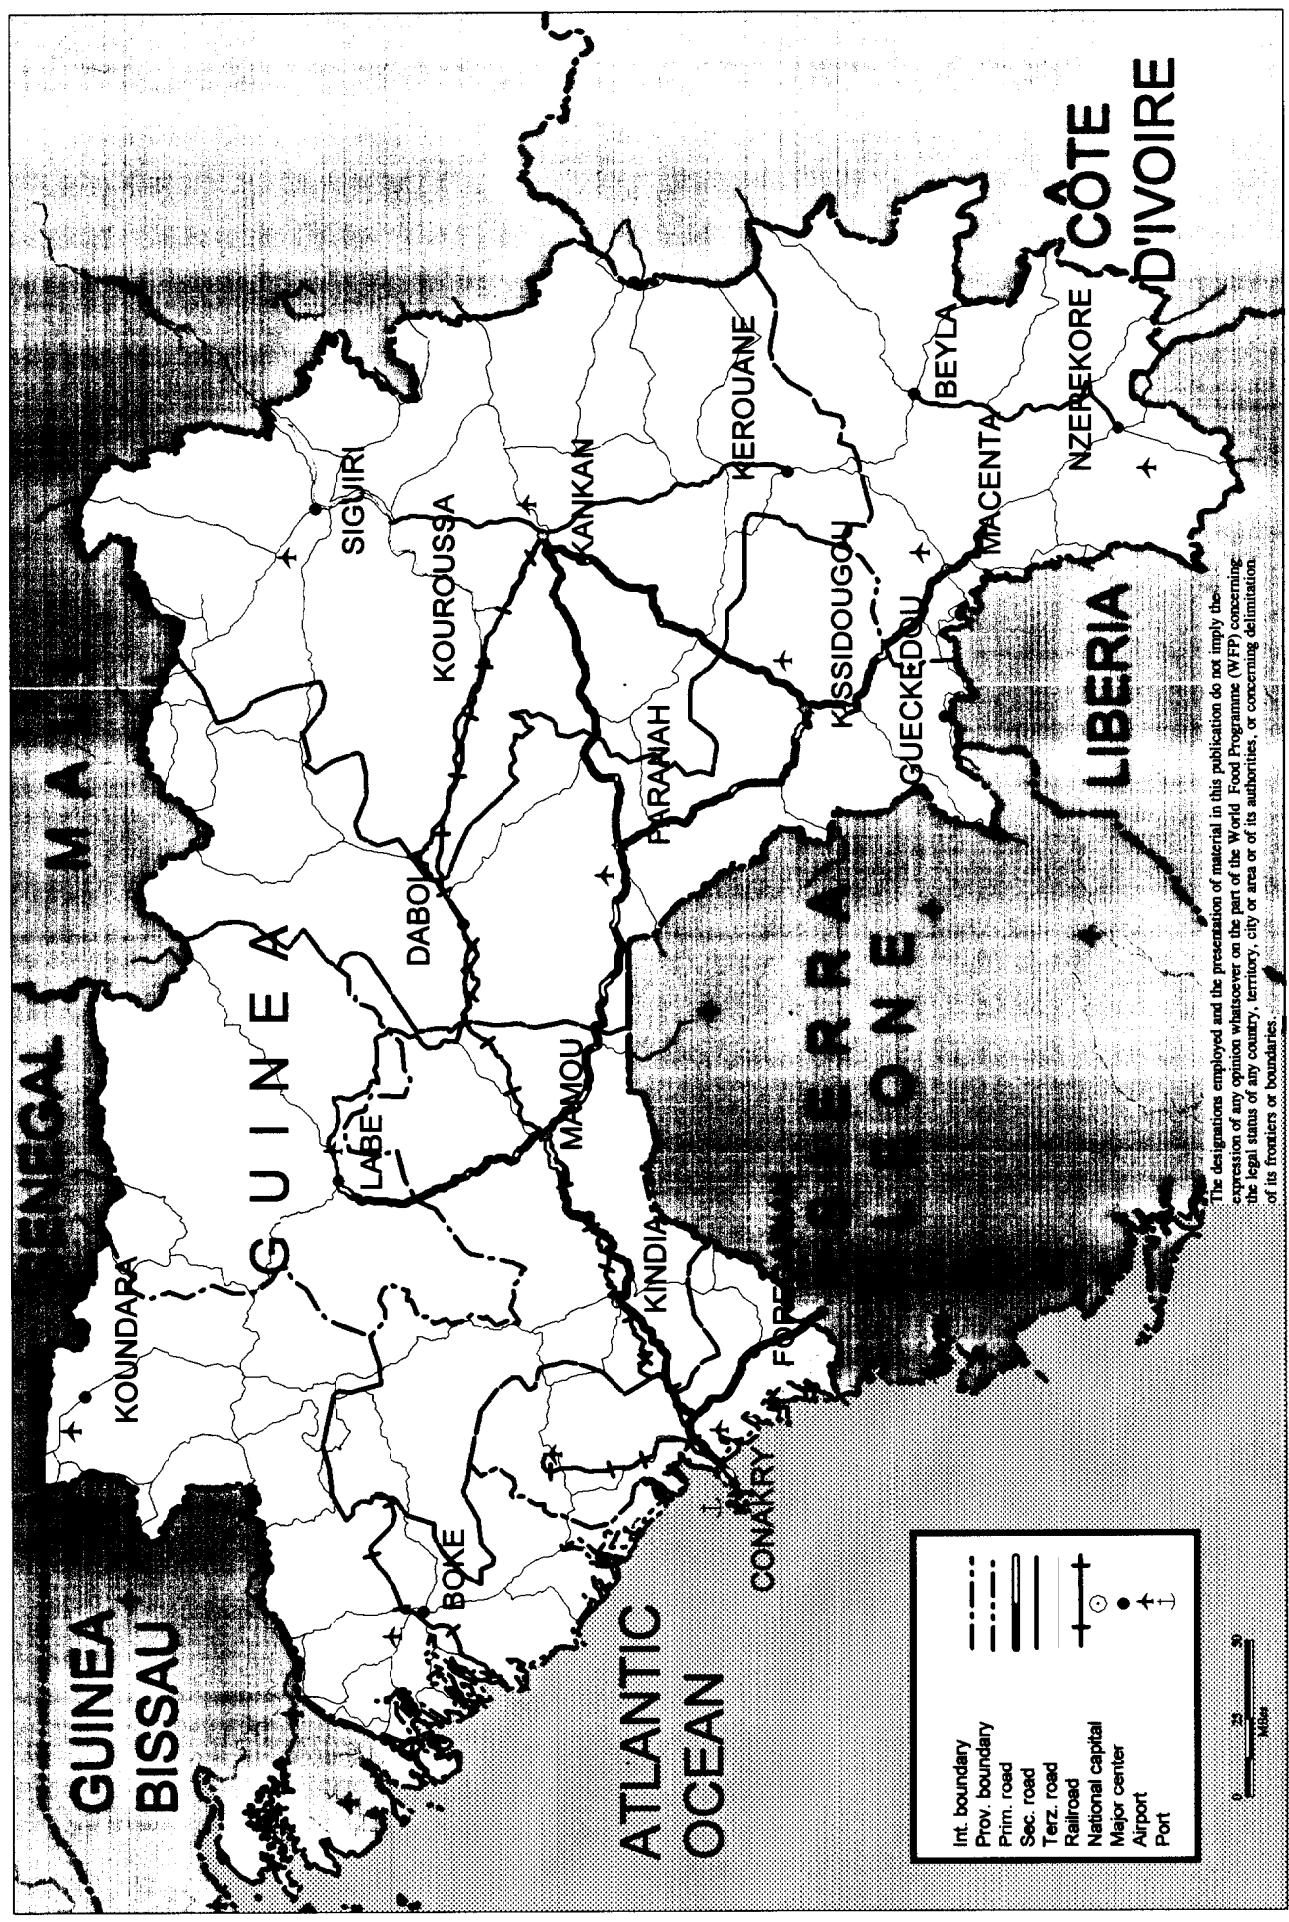 SENEGAL
GUINEA
BISSAU
KOUNDARA
GUINEA
LABE
SIGUIRI
DABOLA
KOUROUSSA
BOKE
MAMOU
KANKAN
KINDIA
FARANAH
KEROUANE
CONAKRY
KISSIDOUGOU
GUECKEDOU
BEYLA
MACENTA
NZEREKORE
ATLANTIC
OCEAN
SIERRA
LEONE
LIBERIA
CÔTE
D'IVOIRE
Int. boundary
Prov. boundary
Prim. road
Sec. road
Terz. road
Railroad
National capital
Major center
Airport
Port
0 25 50
Miles
The designations employed and the presentation of material in this publication do not imply the
expression of any opinion whatsoever on the part of the World Food Programme (WFP) concerning
the legal status of any country, territory, city or area or of its authorities, or concerning delimitation
of its frontiers or boundaries.